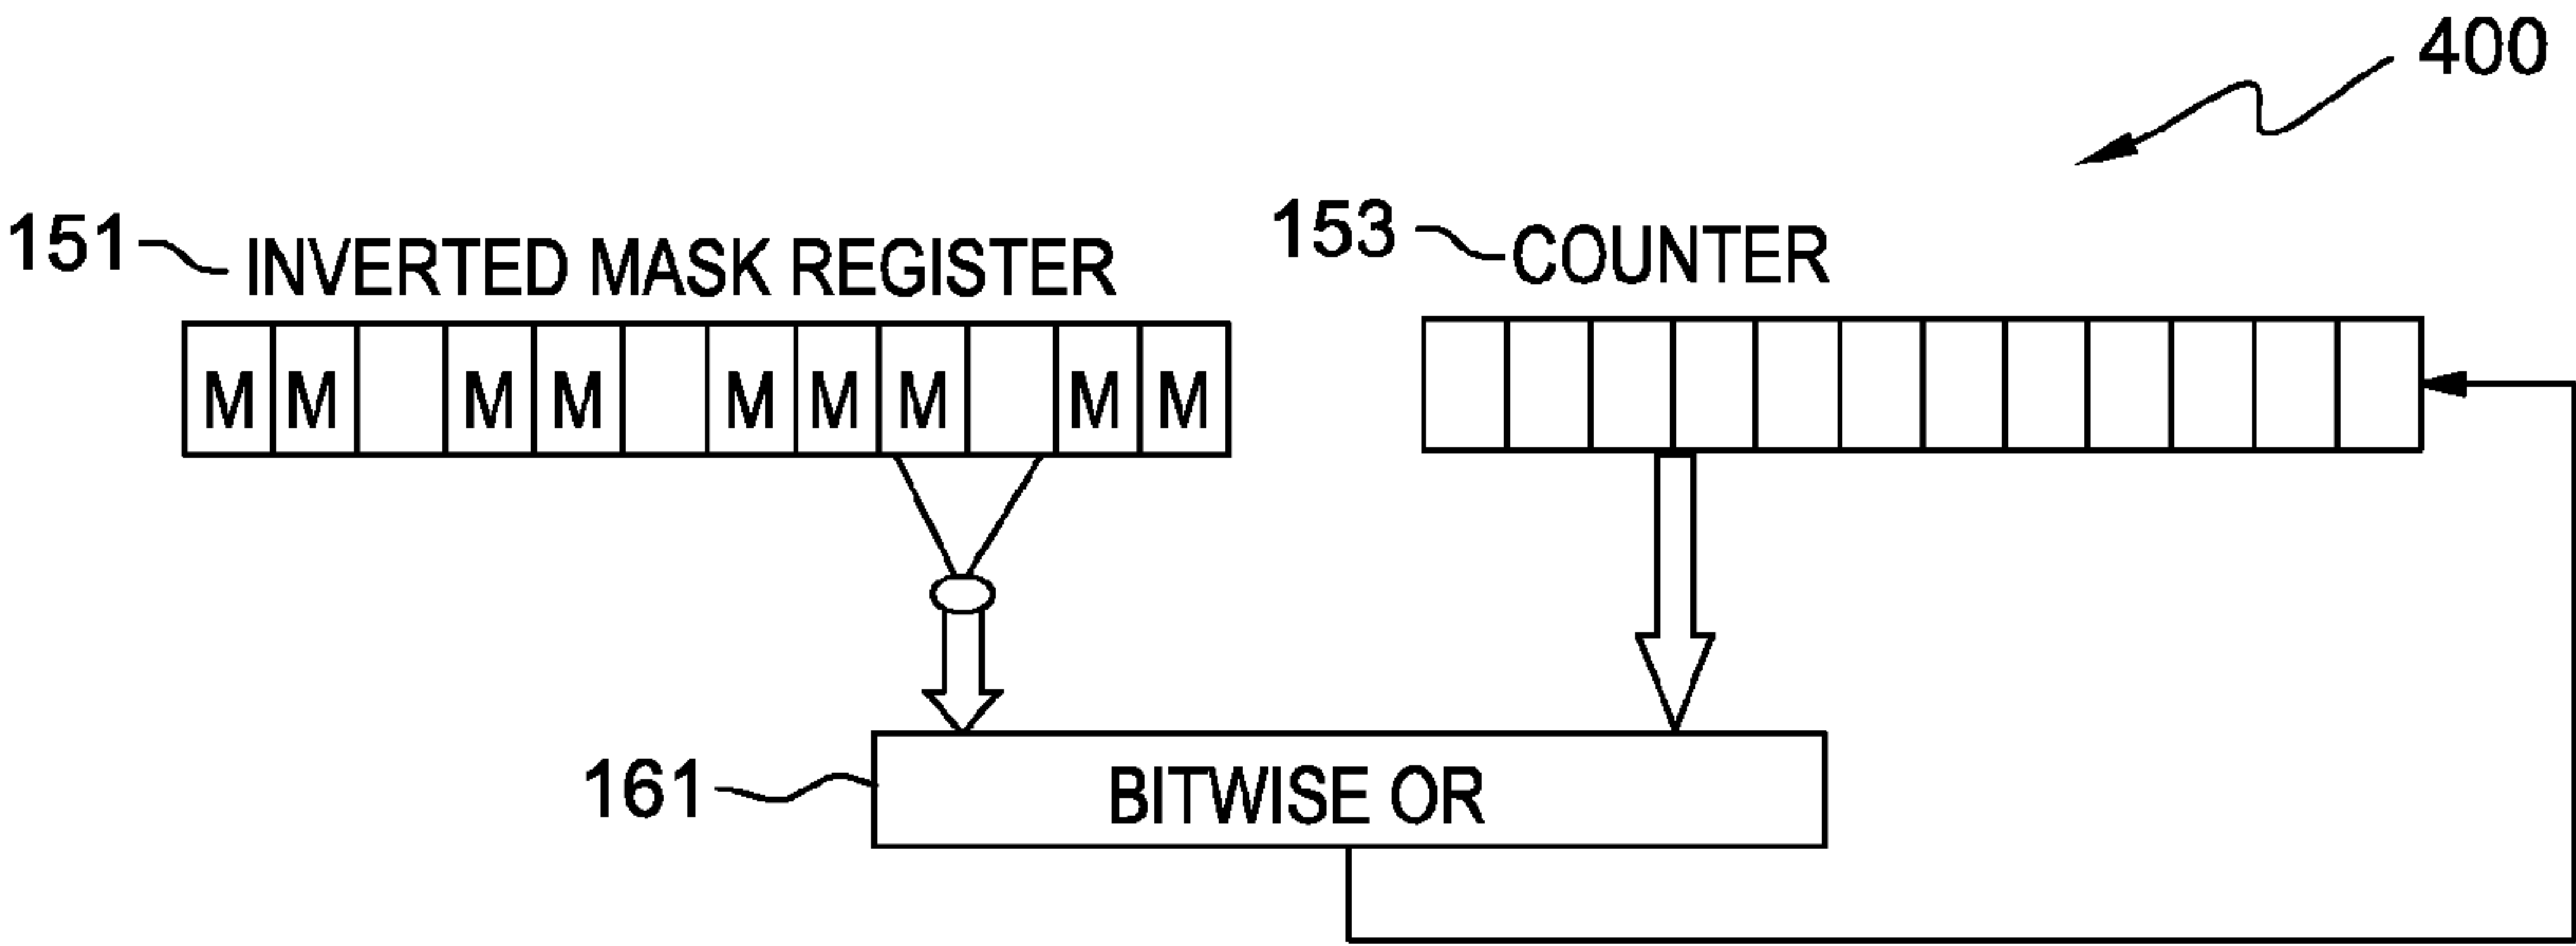 400
151 INVERTED MASK REGISTER
153 COUNTER
M M M M M M M M M
161 BITWISE OR